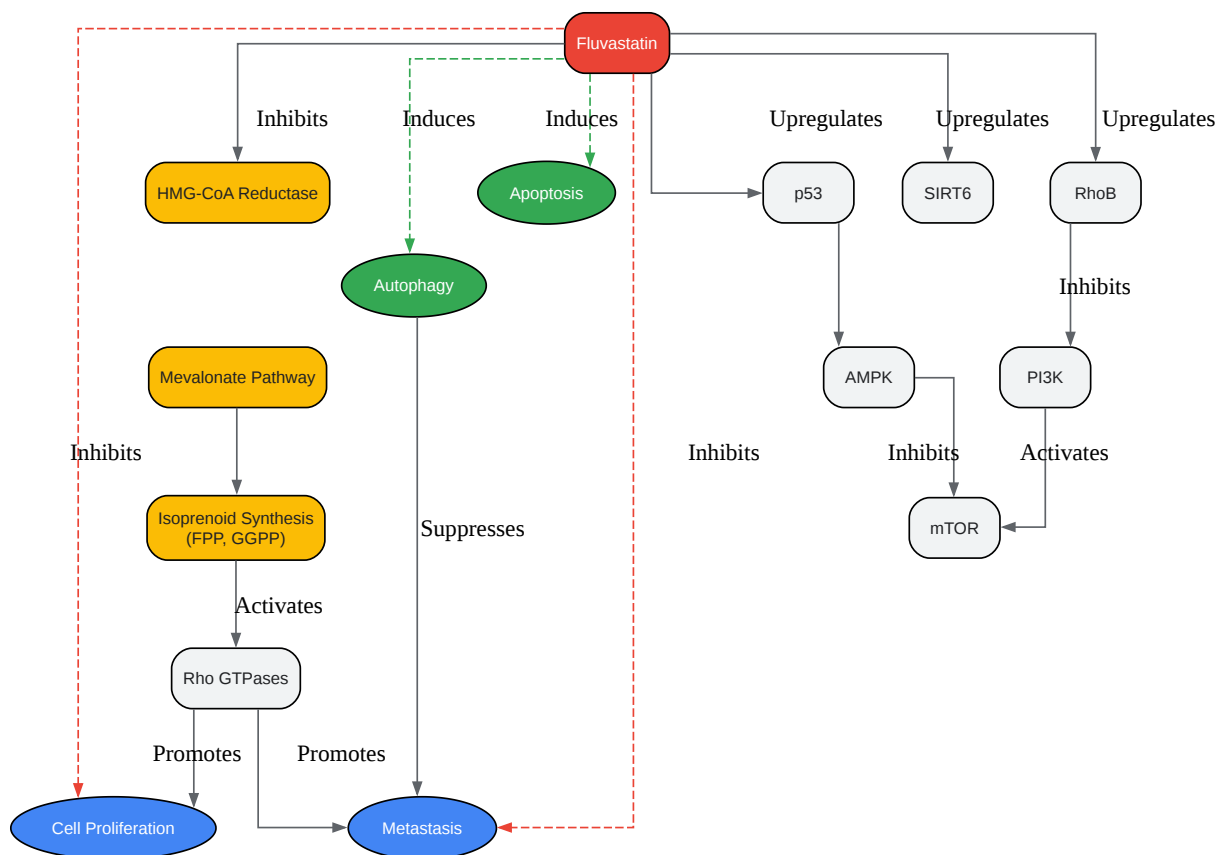 Fluvastatin
Inhibits
Induces
Induces
Upregulates
Upregulates
Upregulates
HMG-CoA Reductase
Apoptosis
p53
SIRT6
RhoB
Autophagy
Inhibits
Mevalonate Pathway
AMPK
PI3K
Inhibits
Inhibits
Inhibits
Activates
Isoprenoid Synthesis
(FPP, GGPP)
Suppresses
mTOR
Activates
Rho GTPases
Promotes
Promotes
Cell Proliferation
Metastasis